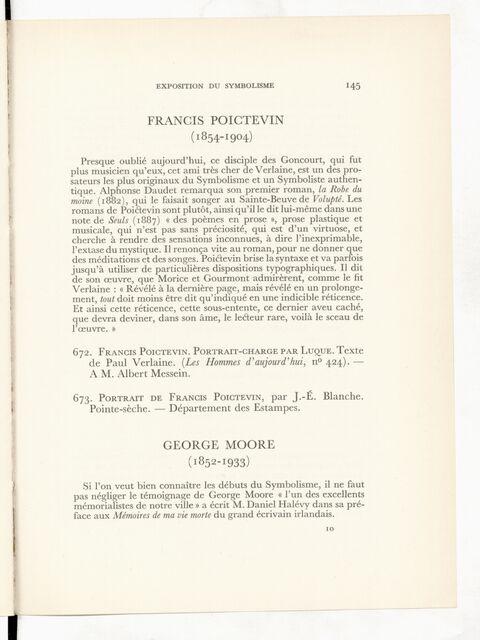 EXPOSITION DU SYMBOLISME 145
FRANCIS POICTEVIN
(1854-1904)
Presque oublié aujourd'hui, ce disciple des Goncourt, qui fut
plus musicien qu'eux, cet ami très cher de Verlaine, est un des pro-
sateurs les plus originaux du Symbolisme et un Symboliste authen-
tique. Alphonse Daudet remarqua son premier roman, la Robe du
moine (1882), qui le faisait songer au Sainte-Beuve de Volupté. Les
romans de Poictevin sont plutôt, ainsi qu'il le dit lui-même dans une
note de Seuls (1887) « des poèmes en prose », prose plastique et
musicale, qui n'est pas sans préciosité, qui est d'un virtuose, et
cherche à rendre des sensations inconnues, à dire l'inexprimable,
l'extase du mystique. Il renonça vite au roman, pour ne donner que
des méditations et des songes. Poictevin brise la syntaxe et va parfois
jusqu'à utiliser de particulières dispositions typographiques. Il dit
de son œuvre, que Morice et Gourmont admirèrent, comme le fit
Verlaine : « Révélé à la dernière page, mais révélé en un prolonge-
ment, tout doit moins être dit qu'indiqué en une indicible réticence.
Et ainsi cette réticence, cette sous-entente, ce dernier aveu caché,
que devra deviner, dans son âme, le lecteur rare, voilà le sceau de
l'œuvre. »
672. FRANCIS POICTEVIN. PORTRAIT-CHARGE PAR LUQUE. Texte
de Paul Verlaine. (Les Hommes d'aujourd'hui, nº 424). —
A M. Albert Messein.
673. PORTRAIT DE FRANCIS POICTEVIN, par J.-É. Blanche.
Pointe-sèche. — Département des Estampes.
GEORGE MOORE
(1852-1933)
Si l'on veut bien connaître les débuts du Symbolisme, il ne faut
pas négliger le témoignage de George Moore « l'un des excellents
mémorialistes de notre ville » a écrit M. Daniel Halévy dans sa pré-
face aux Mémoires de ma vie morte du grand écrivain irlandais.
10